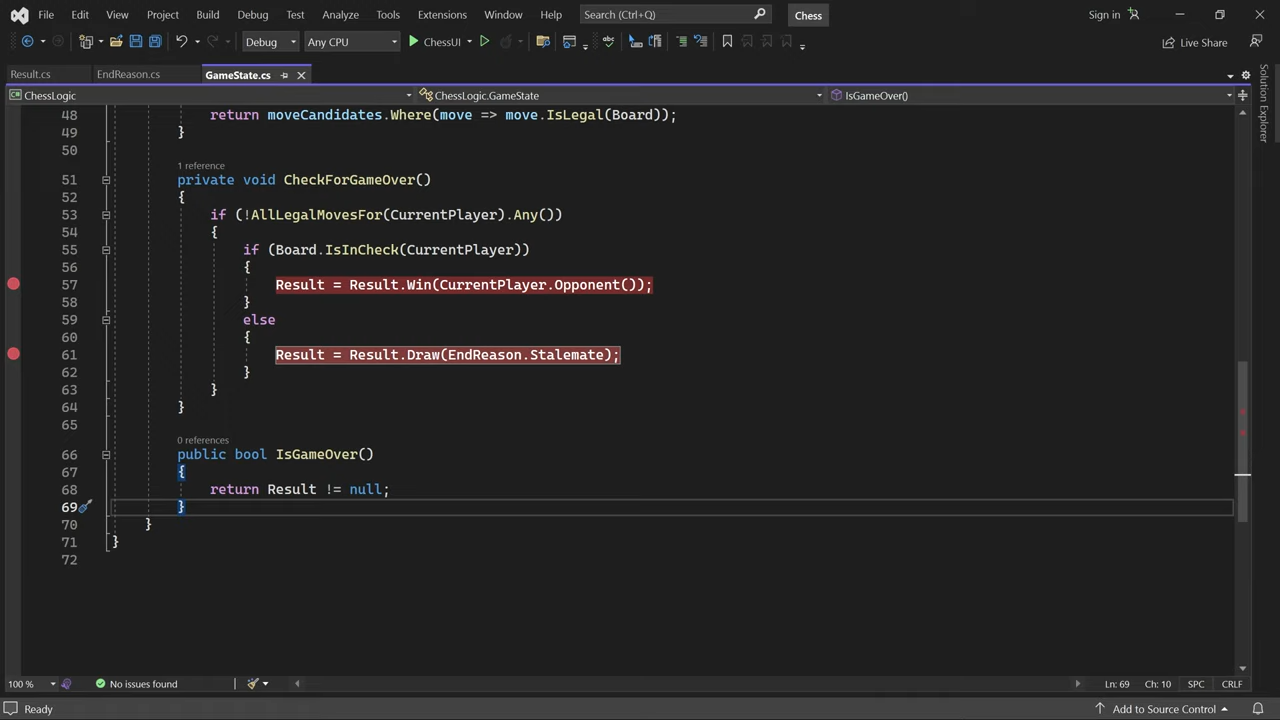 File Edit View Project Build Debug Test Analyze Tools Extensions Window Help Search (Ctrl+Q) Chess Sign in
Debug Any CPU ChessUI Live Share
Result.cs EndReason.cs GameState.cs
ChessLogic ChessLogic.GameState IsGameOver()
Solution Explorer
48 return moveCandidates.Where(move => move.IsLegal(Board));
49 }
50
1 reference
51 private void CheckForGameOver()
52 {
53 if (!AllLegalMovesFor(CurrentPlayer).Any())
54 {
55 if (Board.IsInCheck(CurrentPlayer))
56 {
57 Result = Result.Win(CurrentPlayer.Opponent());
58 }
59 else
60 {
61 Result = Result.Draw(EndReason.Stalemate);
62 }
63 }
64 }
65
0 references
66 public bool IsGameOver()
67 {
68 return Result != null;
69 }
70 }
71 }
72
100 % No issues found Ln: 69 Ch: 10 SPC CRLF
Ready Add to Source Control